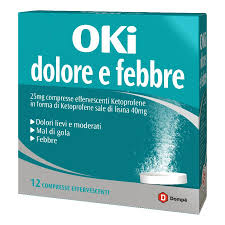 OKi
dolore e febbre
25mg compresse effervescenti Ketoprofene
in forma di Ketoprofene sale di lisina 40mg
Dolori lievi e moderati
Mal di gola
Febbre
D Dompé
12 COMPRESSE EFFERVESCENTI